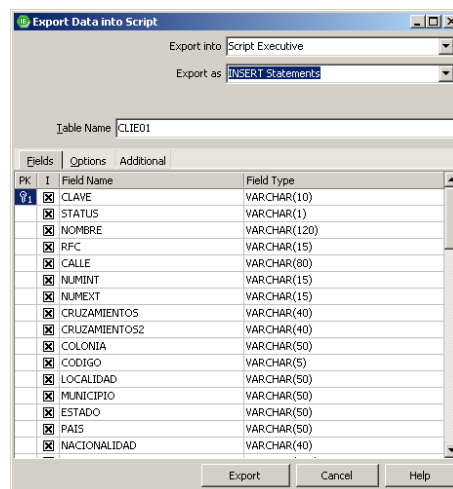 Export Data into Script
Export into Script Executive
Export as INSERT Statements
Table Name CLIE01
Fields Options Additional
PK I Field Name Field Type
1 CLAVE VARCHAR(10)
STATUS VARCHAR(1)
NOMBRE VARCHAR(120)
RFC VARCHAR(15)
CALLE VARCHAR(80)
NUMINT VARCHAR(15)
NUMEXT VARCHAR(15)
CRUZAMIENTOS VARCHAR(40)
CRUZAMIENTOS2 VARCHAR(40)
COLONIA VARCHAR(50)
CODIGO VARCHAR(5)
LOCALIDAD VARCHAR(50)
MUNICIPIO VARCHAR(50)
ESTADO VARCHAR(50)
PAIS VARCHAR(50)
NACIONALIDAD VARCHAR(40)
Export Cancel Help